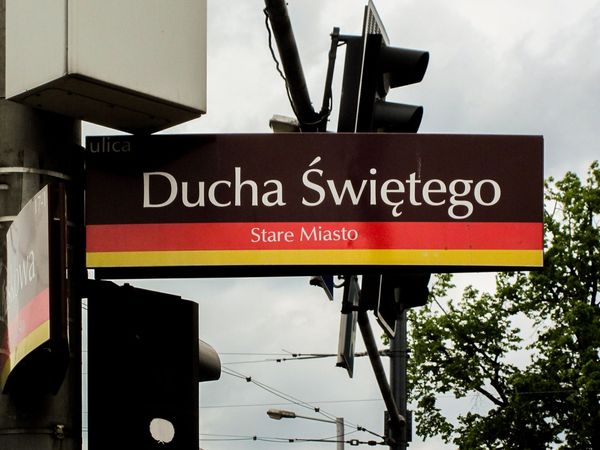 ulica
Ducha Świętego
Stare Miasto